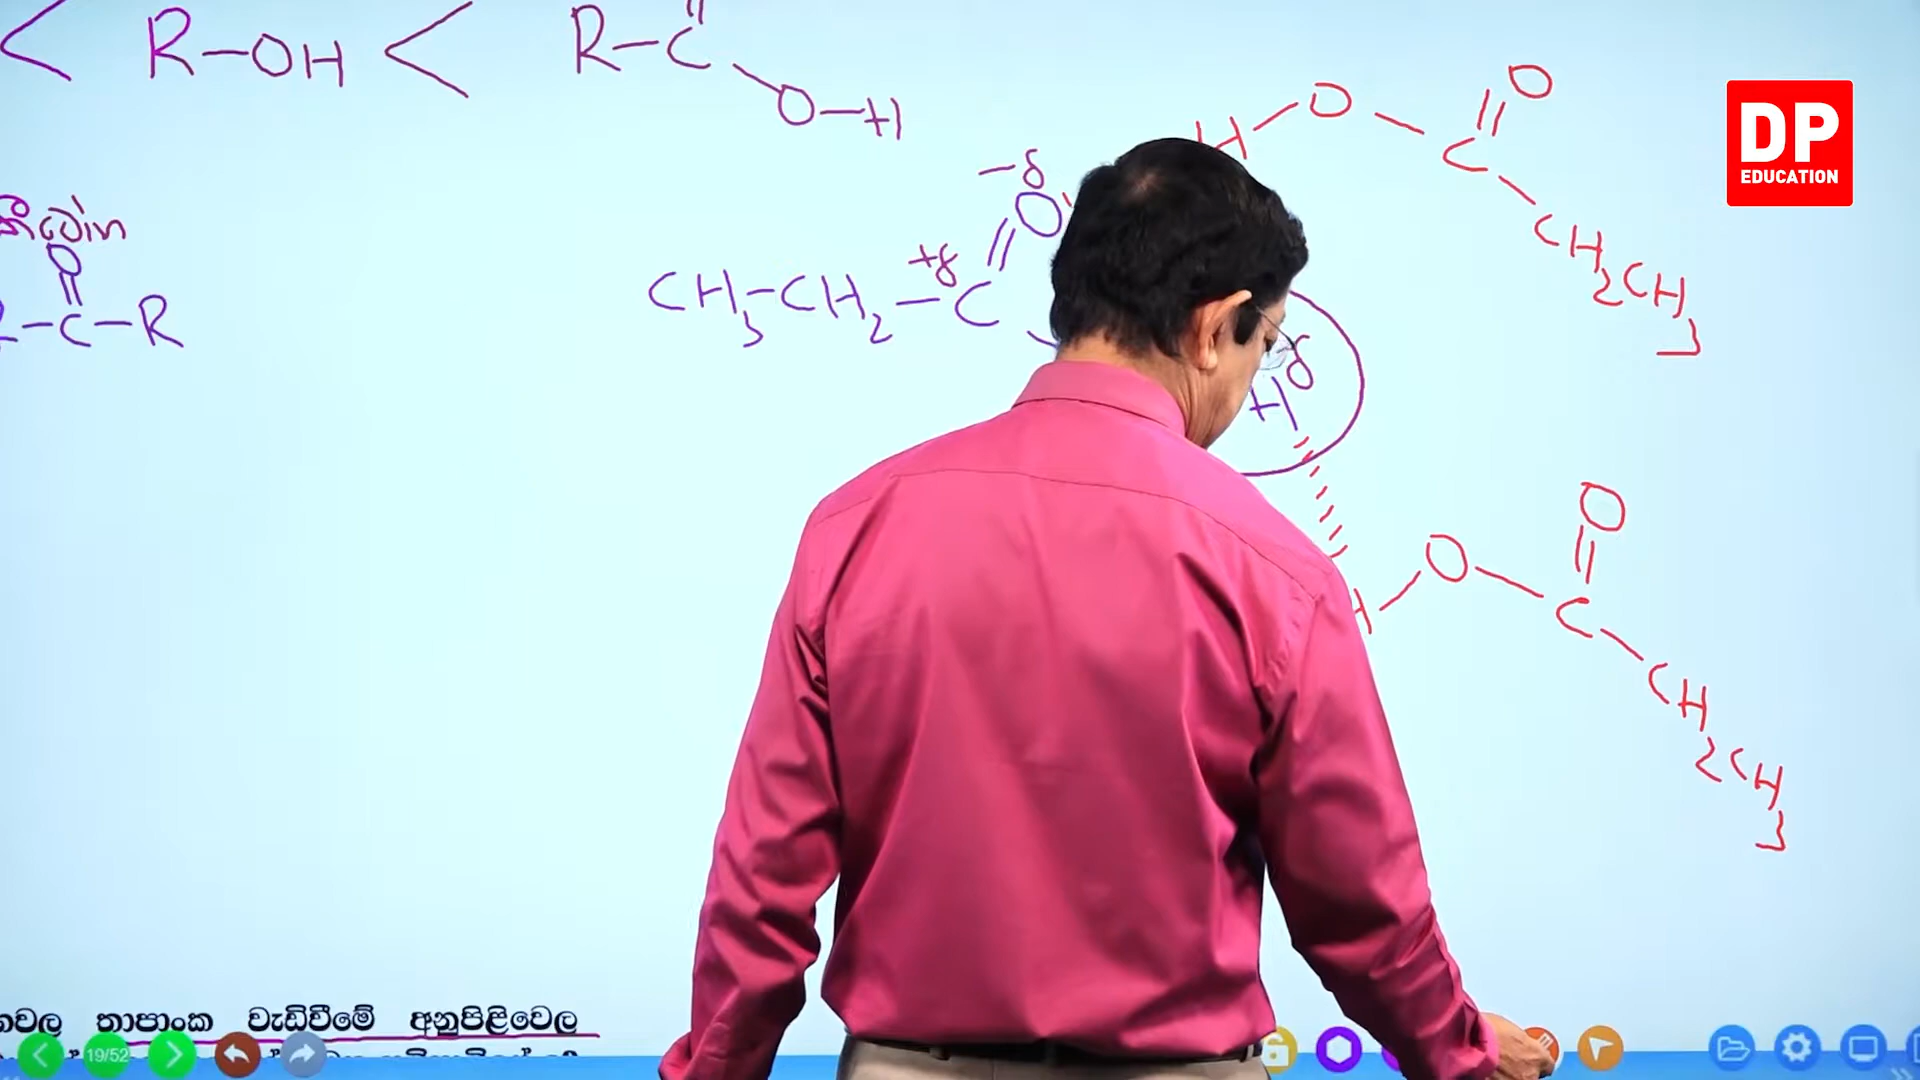 < R-OH < R-C
O-H
H-O-C
O
CH2CH3
DP
EDUCATION
-δ
O
+δ
CH3-CH2-C
δ
H
කීටෝන
O
-C-R
O
H-O-C
CH2CH3
තාපාංක වැඩිවීමේ අනුපිළිවෙල
19/52